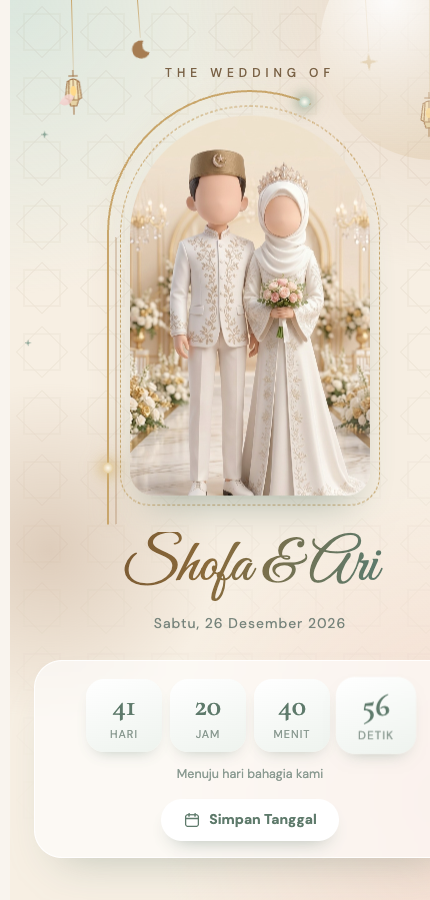 THE WEDDING OF
Shofa & Ari
Sabtu, 26 Desember 2026
41 20 40 56
HARI JAM MENIT DETIK
Menuju hari bahagia kami
Simpan Tanggal